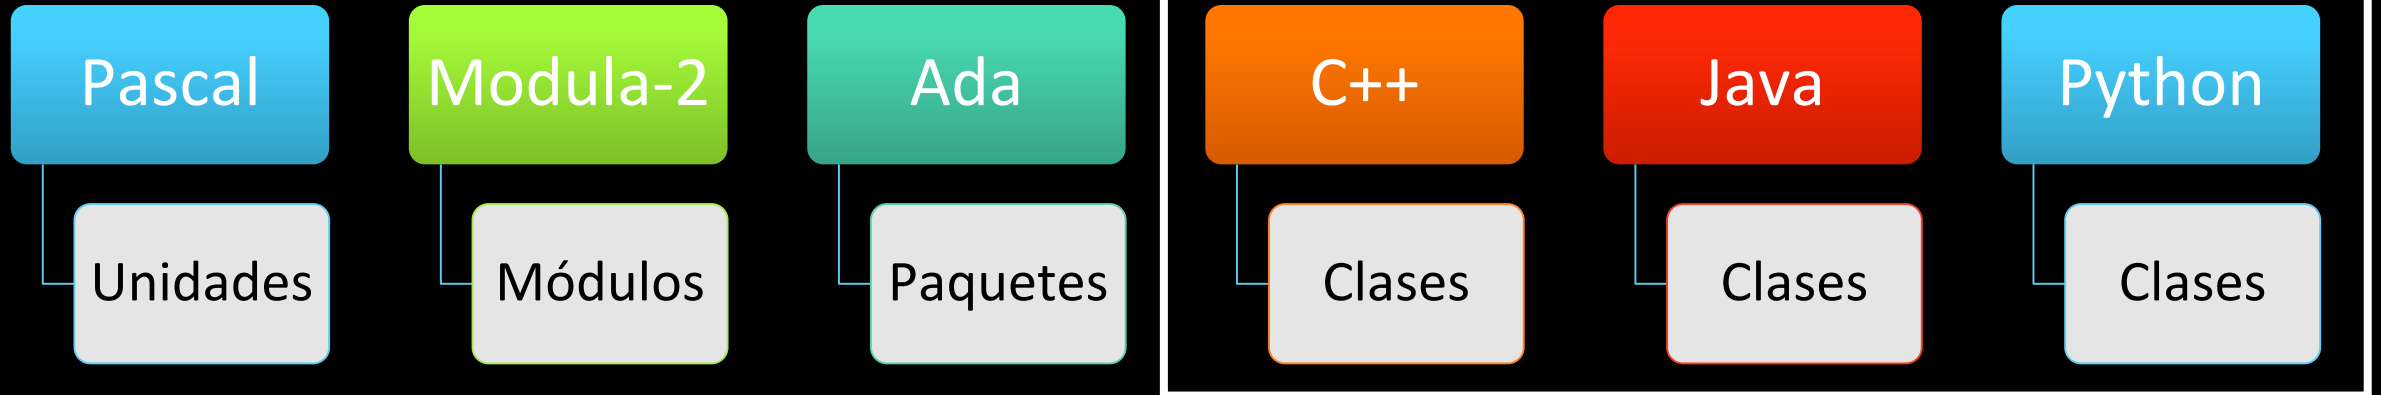 Pascal
Modula-2
Ada
C++
Java
Python
Unidades
Módulos
Paquetes
Clases
Clases
Clases